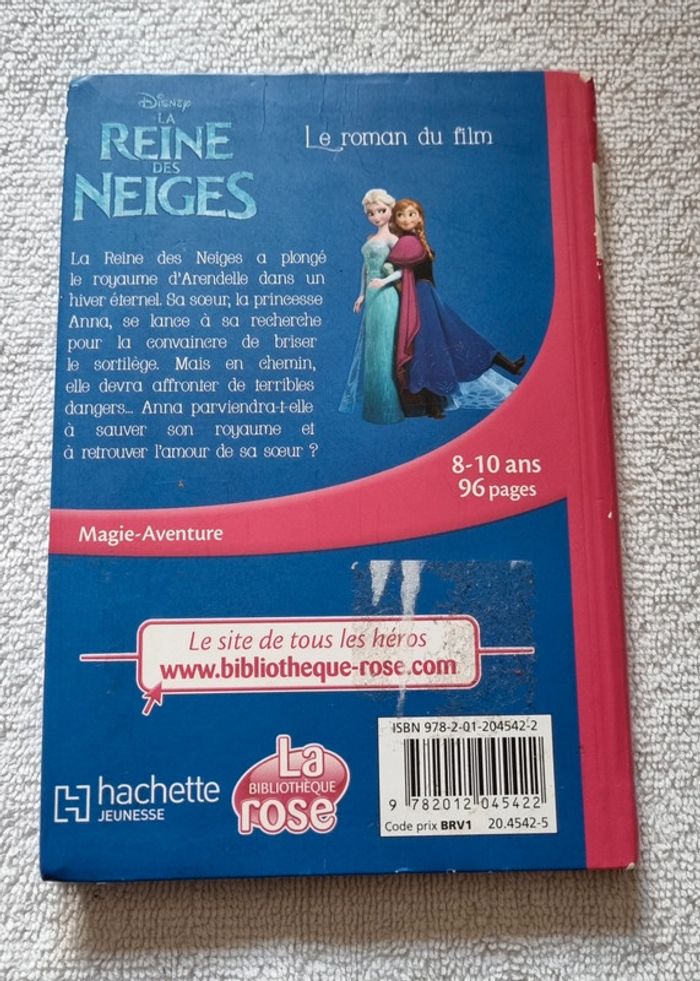 Disney
LA
REINE
DES
NEIGES
Le roman du film
La Reine des Neiges a plongé
le royaume d'Arendelle dans un
hiver éternel. Sa sœur, la princesse
Anna, se lance à sa recherche
pour la convaincre de briser
le sortilège. Mais en chemin,
elle devra affronter de terribles
dangers... Anna parviendra-t-elle
à sauver son royaume et
à retrouver l'amour de sa sœur ?
8-10 ans
96 pages
Magie-Aventure
Le site de tous les héros
www.bibliotheque-rose.com
hachette
JEUNESSE
La
BIBLIOTHÈQUE
rose
ISBN 978-2-01-204542-2
9 782012 045422
Code prix BRV1 20.4542-5